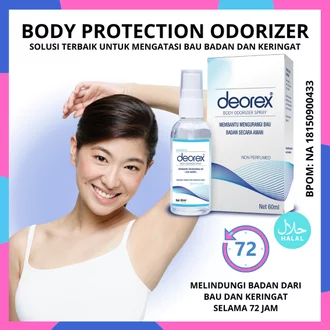 BODY PROTECTION ODORIZER
SOLUSI TERBAIK UNTUK MENGATASI BAU BADAN DAN KERINGAT
BPOM: NA 18150900433
deorex
BODY ODORIZER SPRAY
MEMBANTU MENGURANGI BAU
BADAN SECARA AMAN
NON PERFUMED
Net 60ml
deorex
72
حلال
HALAL
MELINDUNGI BADAN DARI
BAU DAN KERINGAT
SELAMA 72 JAM